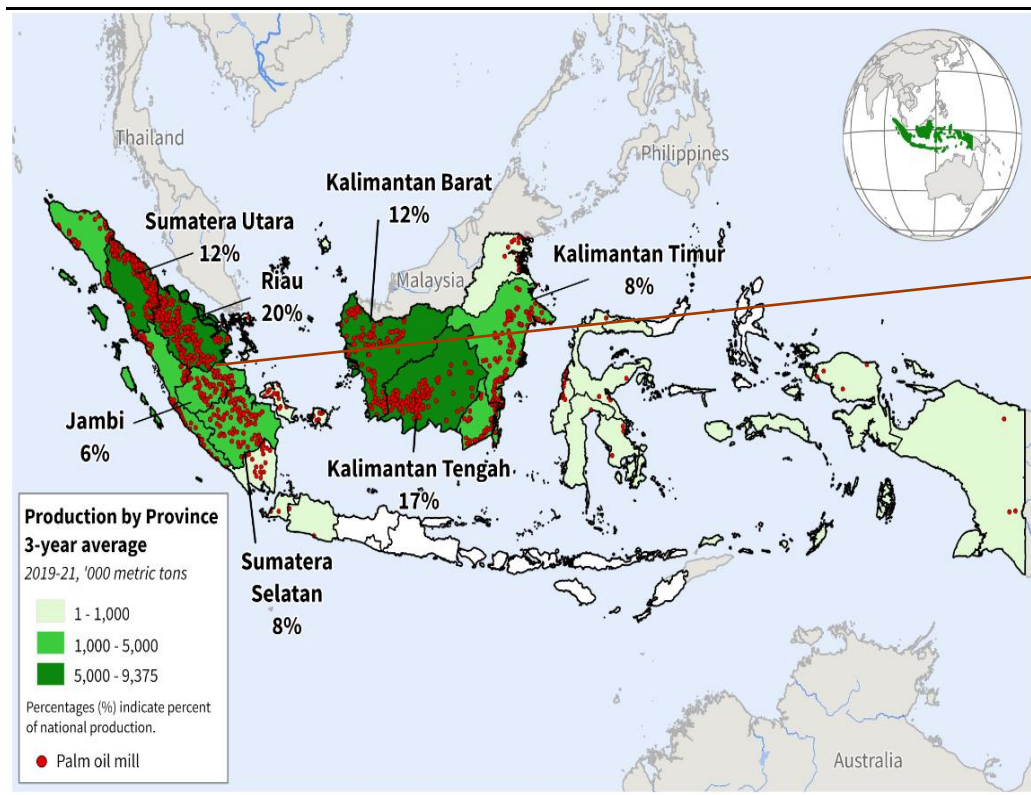 Thailand
Philippines
Kalimantan Barat
12%
Sumatera Utara
12%
Kalimantan Timur
8%
Riau
20%
Malaysia
Jambi
6%
Kalimantan Tengah
17%
Sumatera
Selatan
8%
Production by Province
3-year average
2019-21, '000 metric tons
1 - 1,000
1,000 - 5,000
5,000 - 9,375
Percentages (%) indicate percent
of national production.
Palm oil mill
Australia